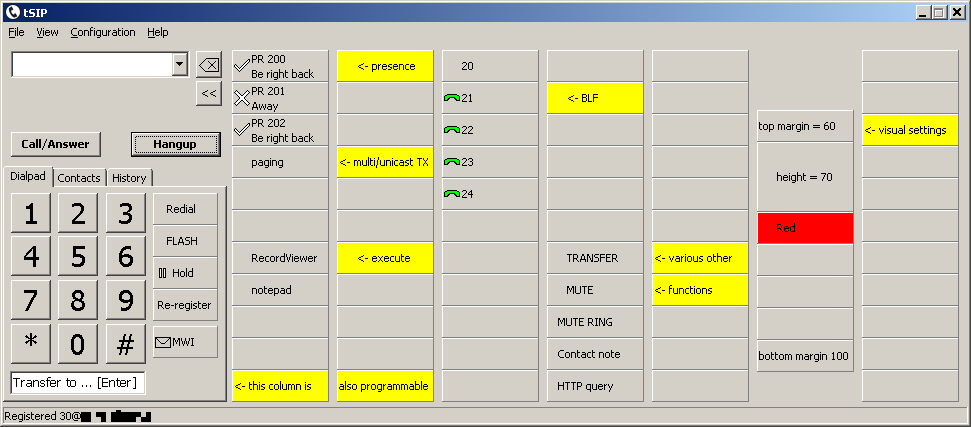 tSIP
File View Configuration Help
<<
Call/Answer Hangup
Dialpad Contacts History
1 2 3
4 5 6
7 8 9
* 0 #
Redial
FLASH
Hold
Re-register
MWI
Transfer to ... [Enter]
PR 200
Be right back
PR 201
Away
PR 202
Be right back
paging
RecordViewer
notepad
<- this column is
<- presence
<- multi/unicast TX
<- execute
also programmable
20
21
22
23
24
<- BLF
TRANSFER
MUTE
MUTE RING
Contact note
HTTP query
<- various other
<- functions
top margin = 60
height = 70
Red
bottom margin 100
<- visual settings
Registered 30@